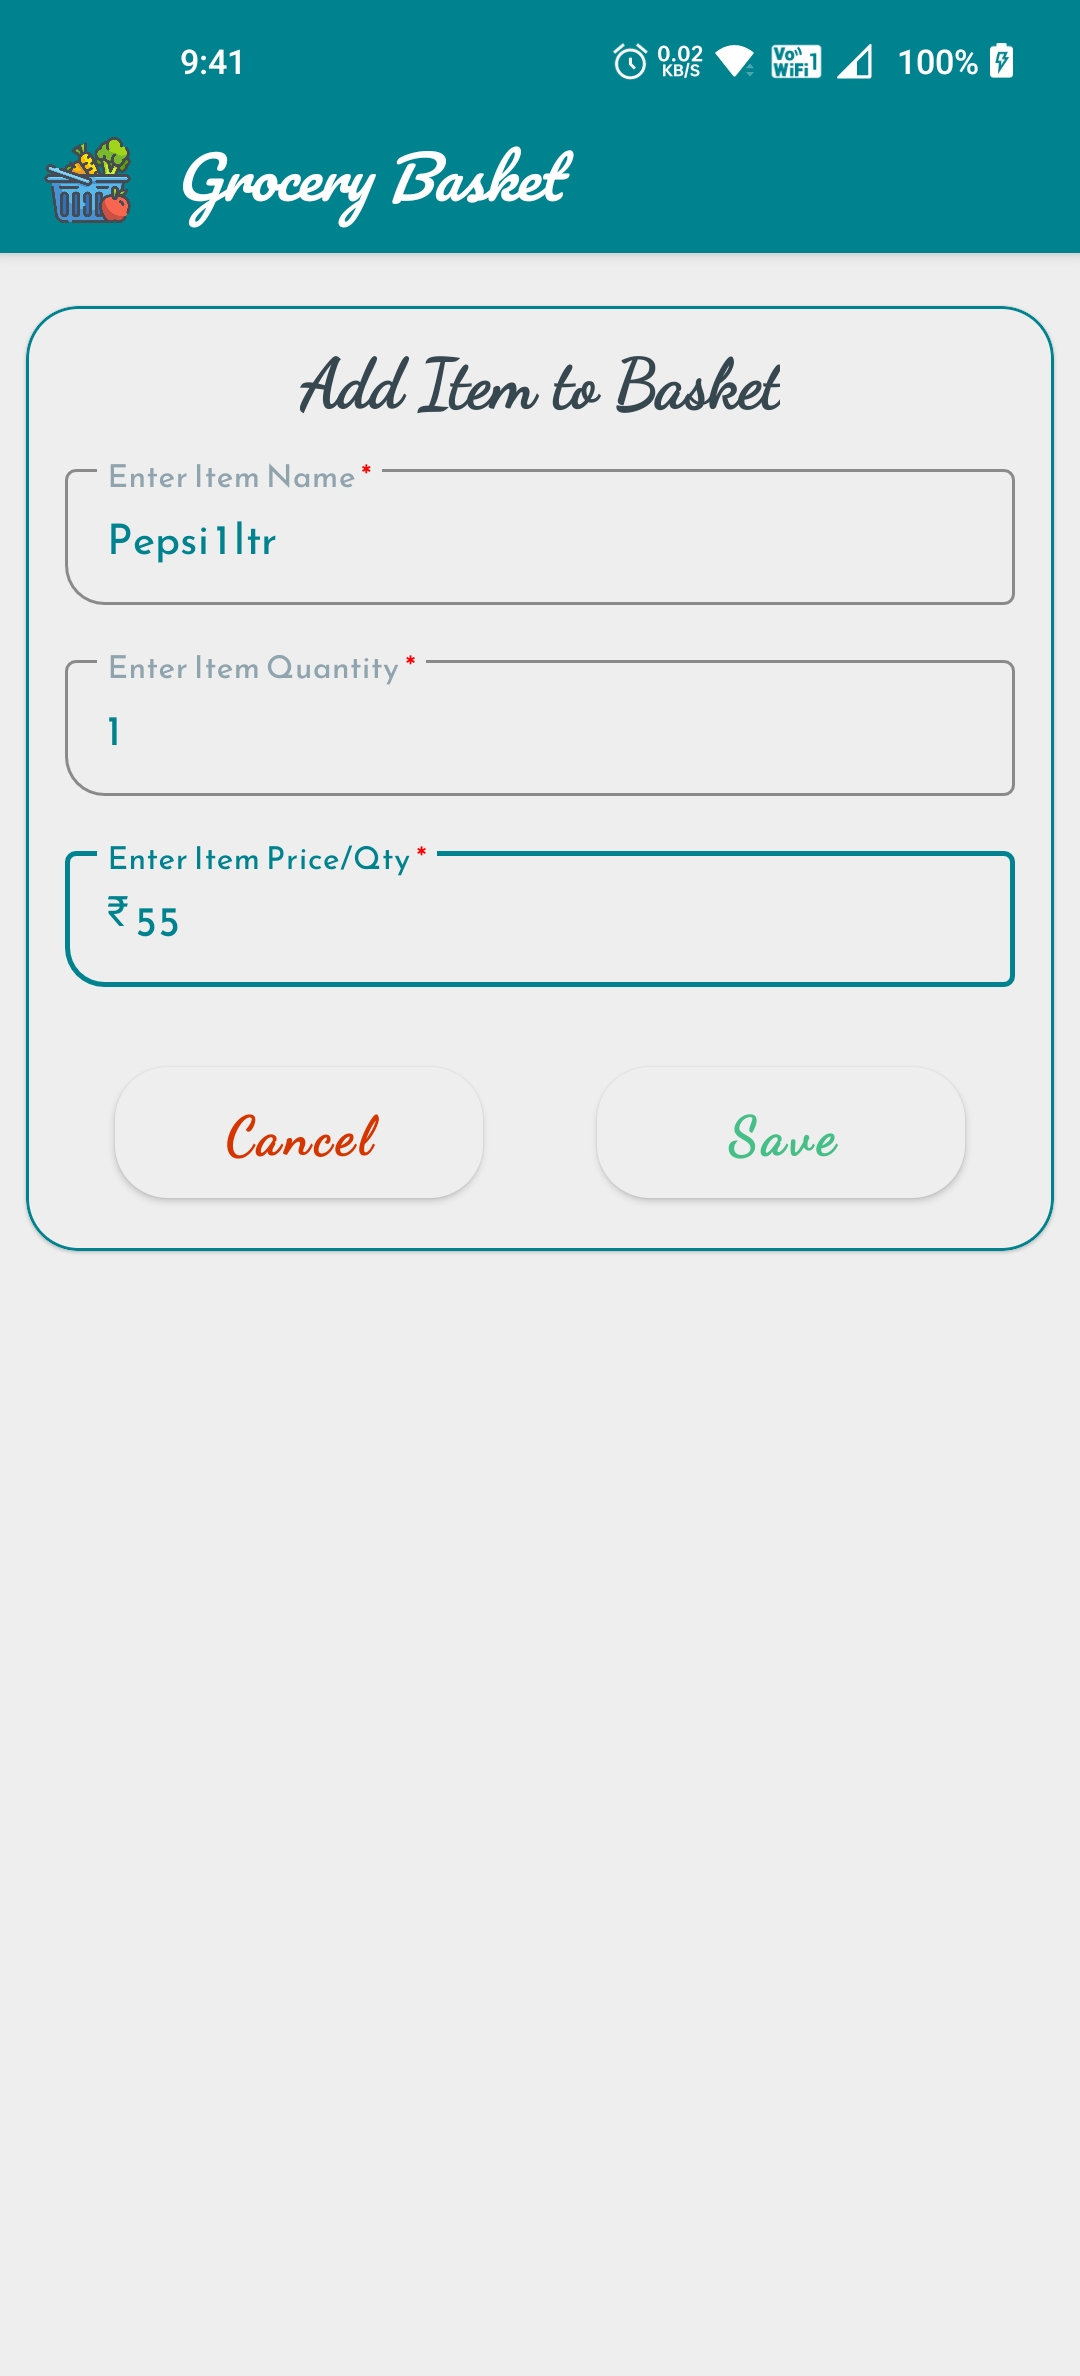 9:41
0.02
KB/S
Vo))
WiFi 1
100%
Grocery Basket
Add Item to Basket
Enter Item Name *
Pepsi 1 ltr
Enter Item Quantity *
1
Enter Item Price/Qty *
₹ 55
Cancel
Save